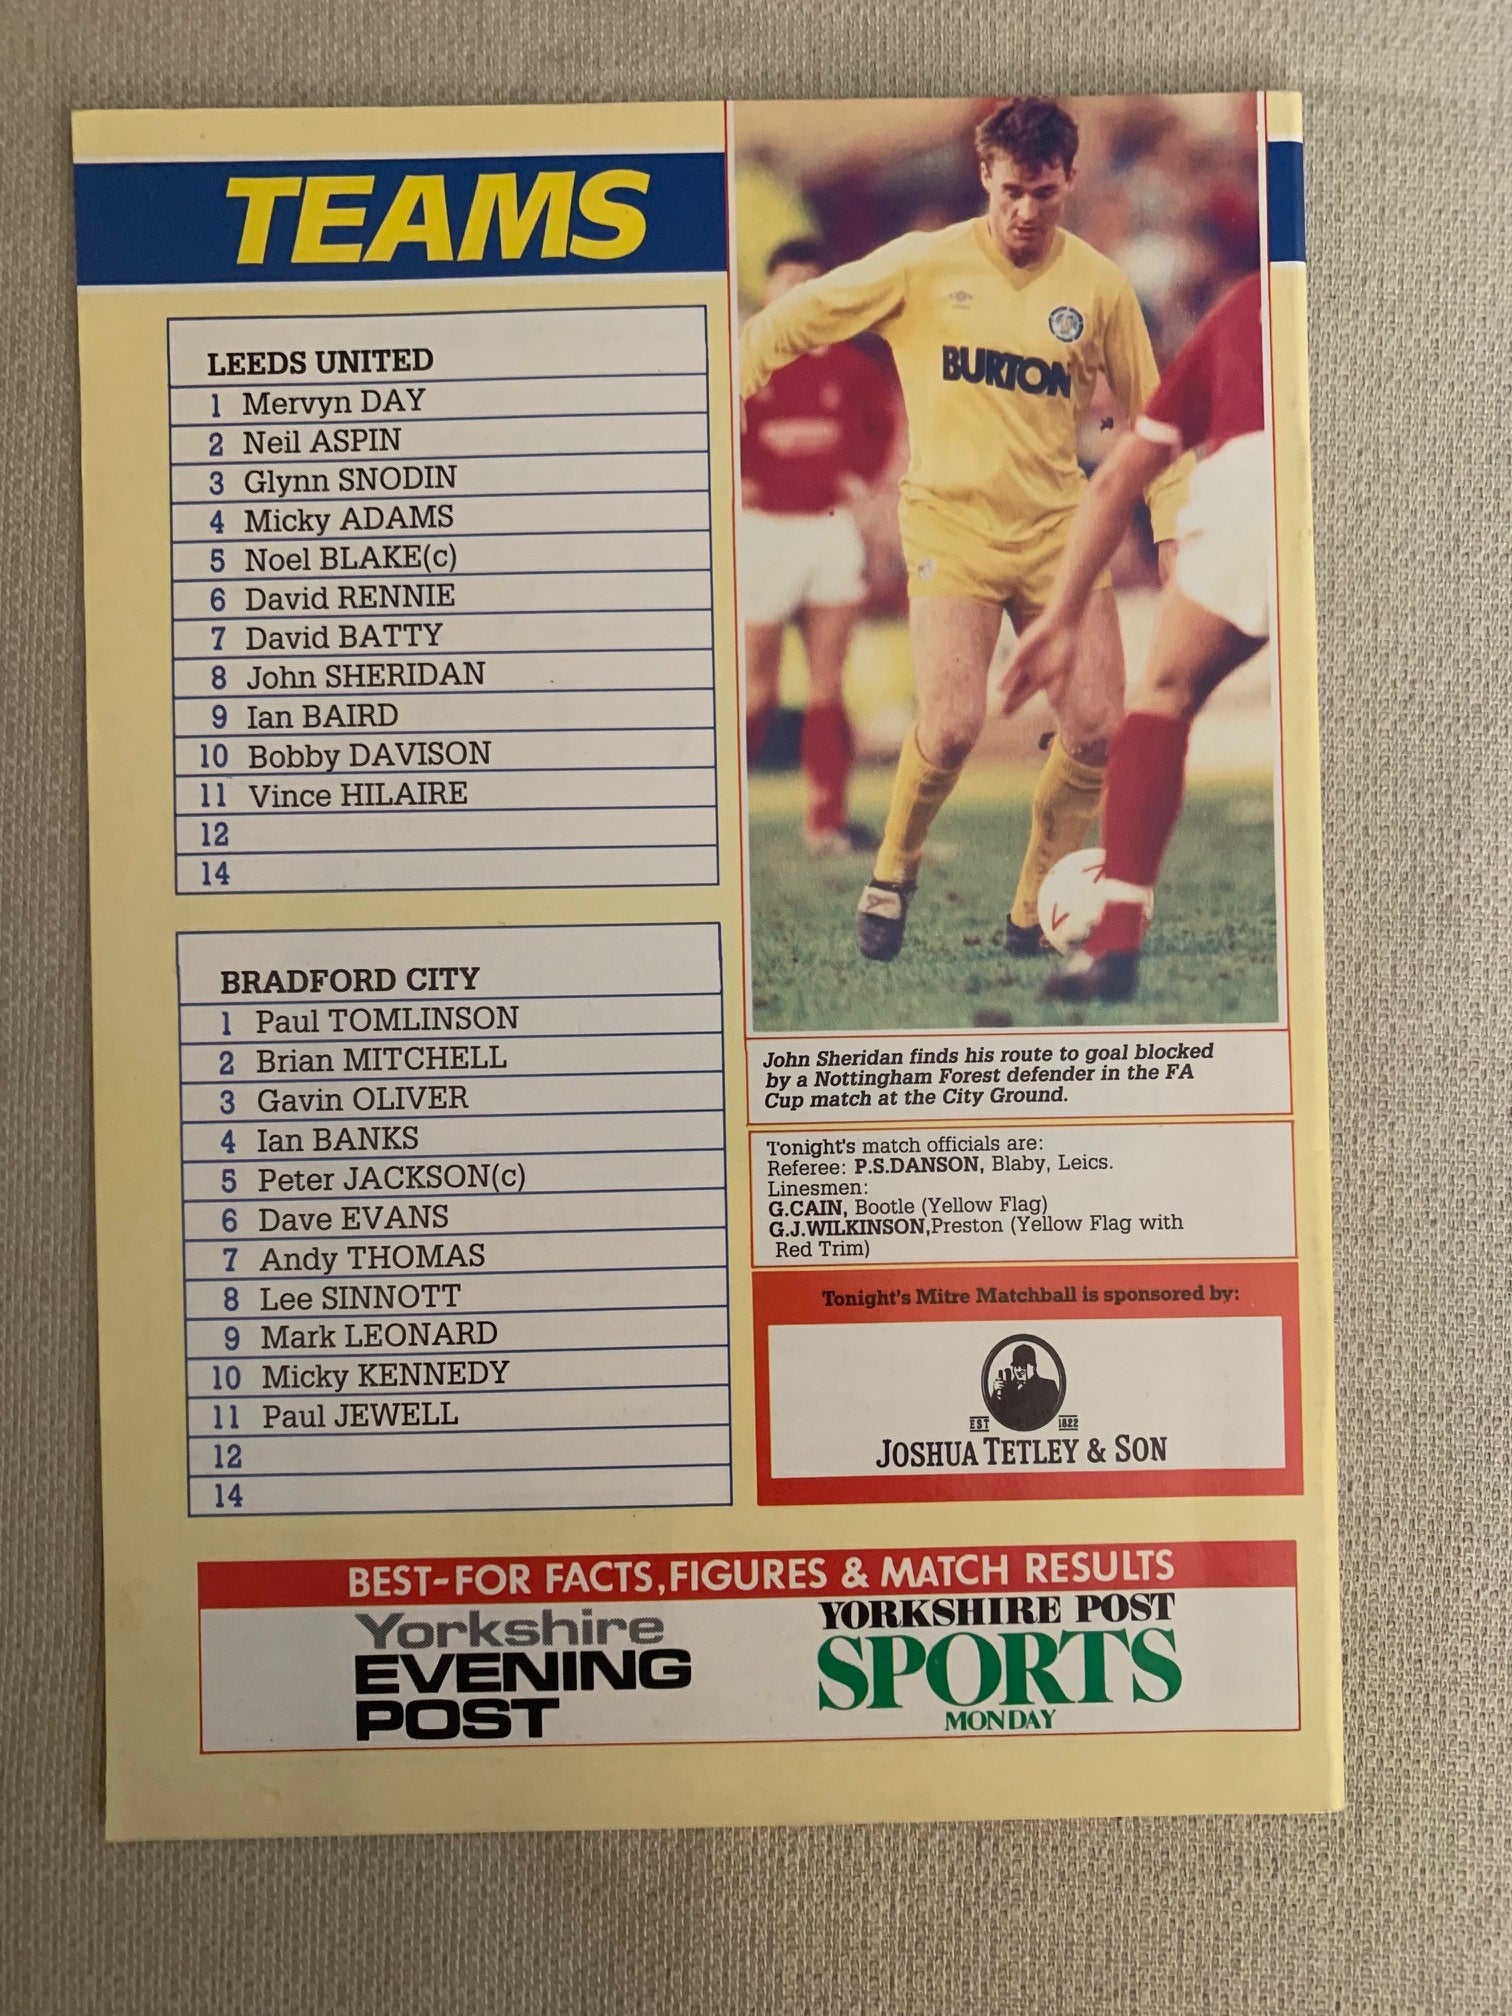 TEAMS
LEEDS UNITED
1 Mervyn DAY
2 Neil ASPIN
3 Glynn SNODIN
4 Micky ADAMS
5 Noel BLAKE(c)
6 David RENNIE
7 David BATTY
8 John SHERIDAN
9 Ian BAIRD
10 Bobby DAVISON
11 Vince HILAIRE
12
14
BRADFORD CITY
1 Paul TOMLINSON
2 Brian MITCHELL
3 Gavin OLIVER
4 Ian BANKS
5 Peter JACKSON(c)
6 Dave EVANS
7 Andy THOMAS
8 Lee SINNOTT
9 Mark LEONARD
10 Micky KENNEDY
11 Paul JEWELL
12
14
BURTON
John Sheridan finds his route to goal blocked
by a Nottingham Forest defender in the FA
Cup match at the City Ground.
Tonight's match officials are:
Referee: P.S.DANSON, Blaby, Leics.
Linesmen:
G.CAIN, Bootle (Yellow Flag)
G.J.WILKINSON,Preston (Yellow Flag with
Red Trim)
Tonight's Mitre Matchball is sponsored by:
EST 1822
JOSHUA TETLEY & SON
BEST-FOR FACTS,FIGURES & MATCH RESULTS
Yorkshire
EVENING
POST
YORKSHIRE POST
SPORTS
MONDAY